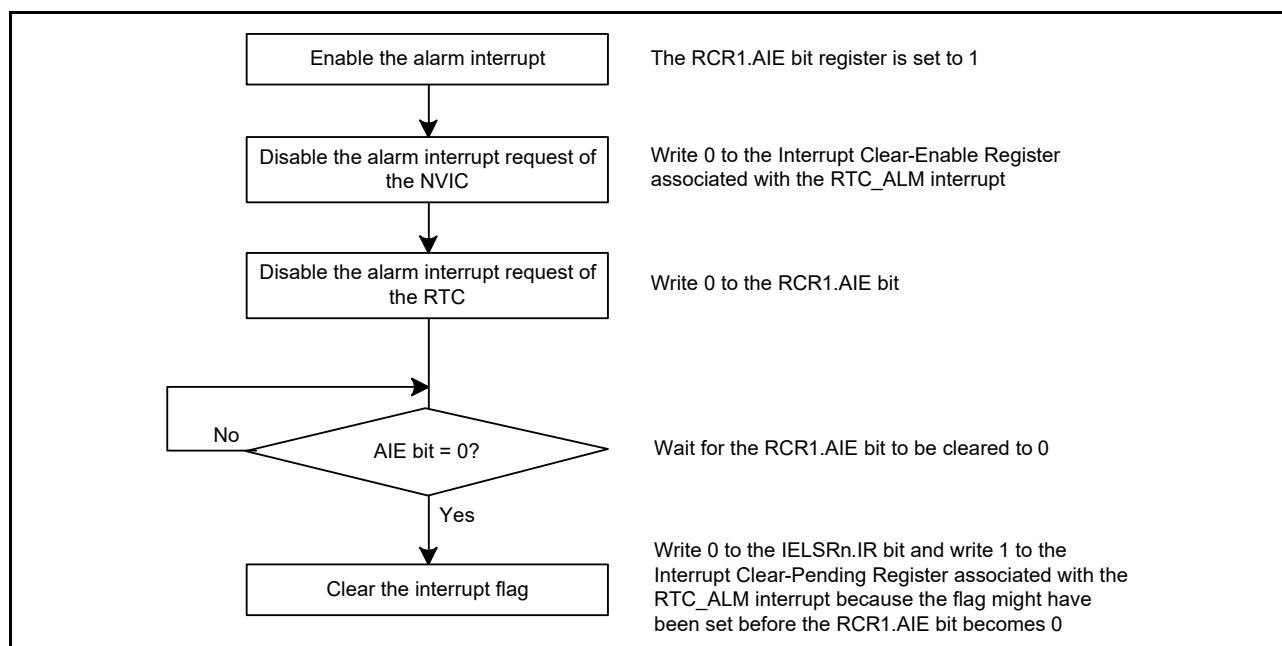 Enable the alarm interrupt
The RCR1.AIE bit register is set to 1
Disable the alarm interrupt request of
the NVIC
Write 0 to the Interrupt Clear-Enable Register
associated with the RTC_ALM interrupt
Disable the alarm interrupt request of
the RTC
Write 0 to the RCR1.AIE bit
No
AIE bit = 0?
Wait for the RCR1.AIE bit to be cleared to 0
Yes
Clear the interrupt flag
Write 0 to the IELSRn.IR bit and write 1 to the
Interrupt Clear-Pending Register associated with the
RTC_ALM interrupt because the flag might have
been set before the RCR1.AIE bit becomes 0